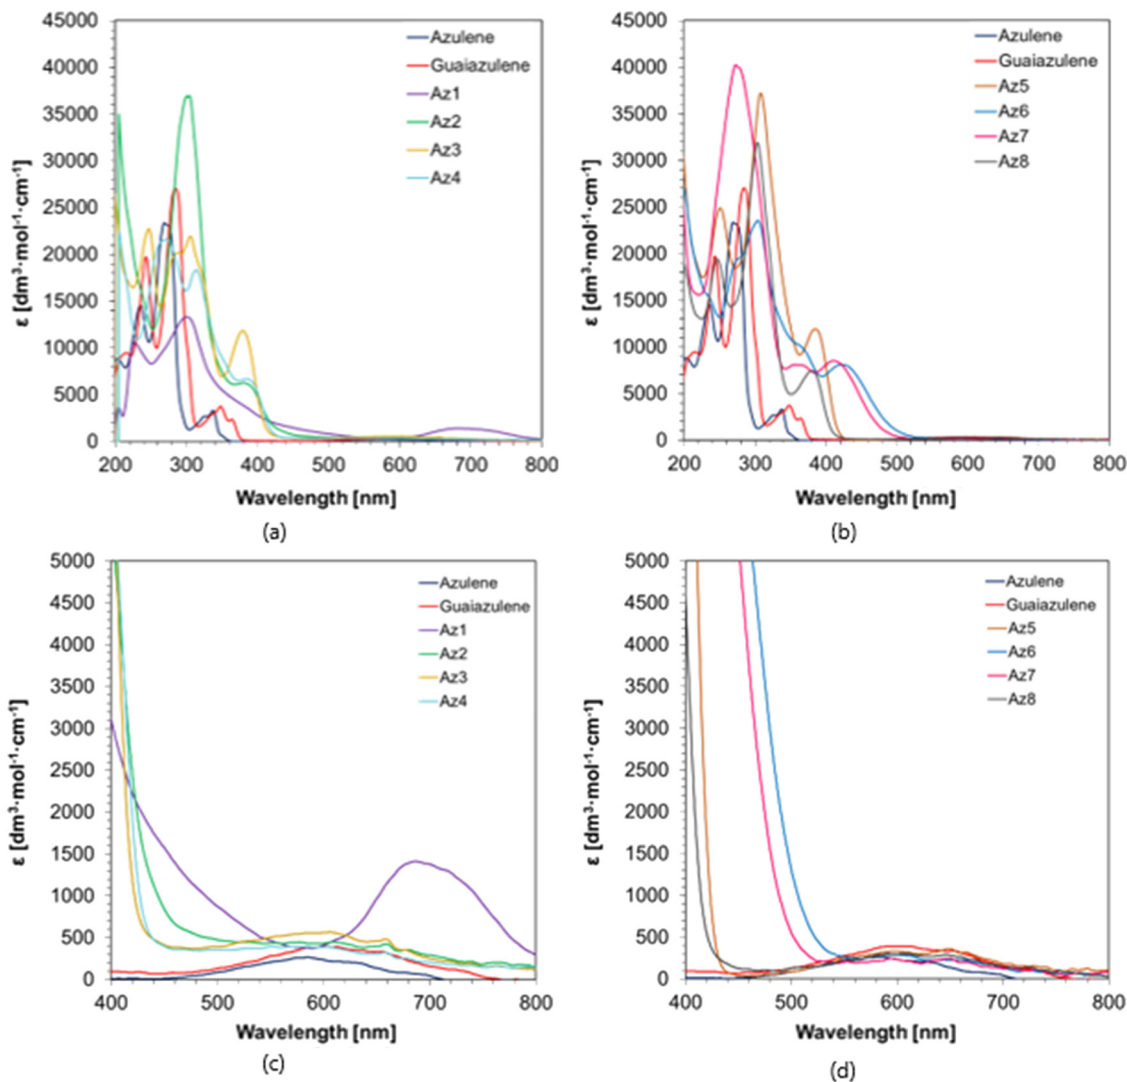 45000
40000
35000
30000
25000
20000
15000
10000
5000
0
ε [dm³·mol⁻¹·cm⁻¹]
Azulene
Guaiazulene
Az1
Az2
Az3
Az4
200 300 400 500 600 700 800
Wavelength [nm]
(a)
45000
40000
35000
30000
25000
20000
15000
10000
5000
0
ε [dm³·mol⁻¹·cm⁻¹]
Azulene
Guaiazulene
Az5
Az6
Az7
Az8
200 300 400 500 600 700 800
Wavelength [nm]
(b)
5000
4500
4000
3500
3000
2500
2000
1500
1000
500
0
ε [dm³·mol⁻¹·cm⁻¹]
Azulene
Guaiazulene
Az1
Az2
Az3
Az4
400 500 600 700 800
Wavelength [nm]
(c)
5000
4500
4000
3500
3000
2500
2000
1500
1000
500
0
ε [dm³·mol⁻¹·cm⁻¹]
Azulene
Guaiazulene
Az5
Az6
Az7
Az8
400 500 600 700 800
Wavelength [nm]
(d)